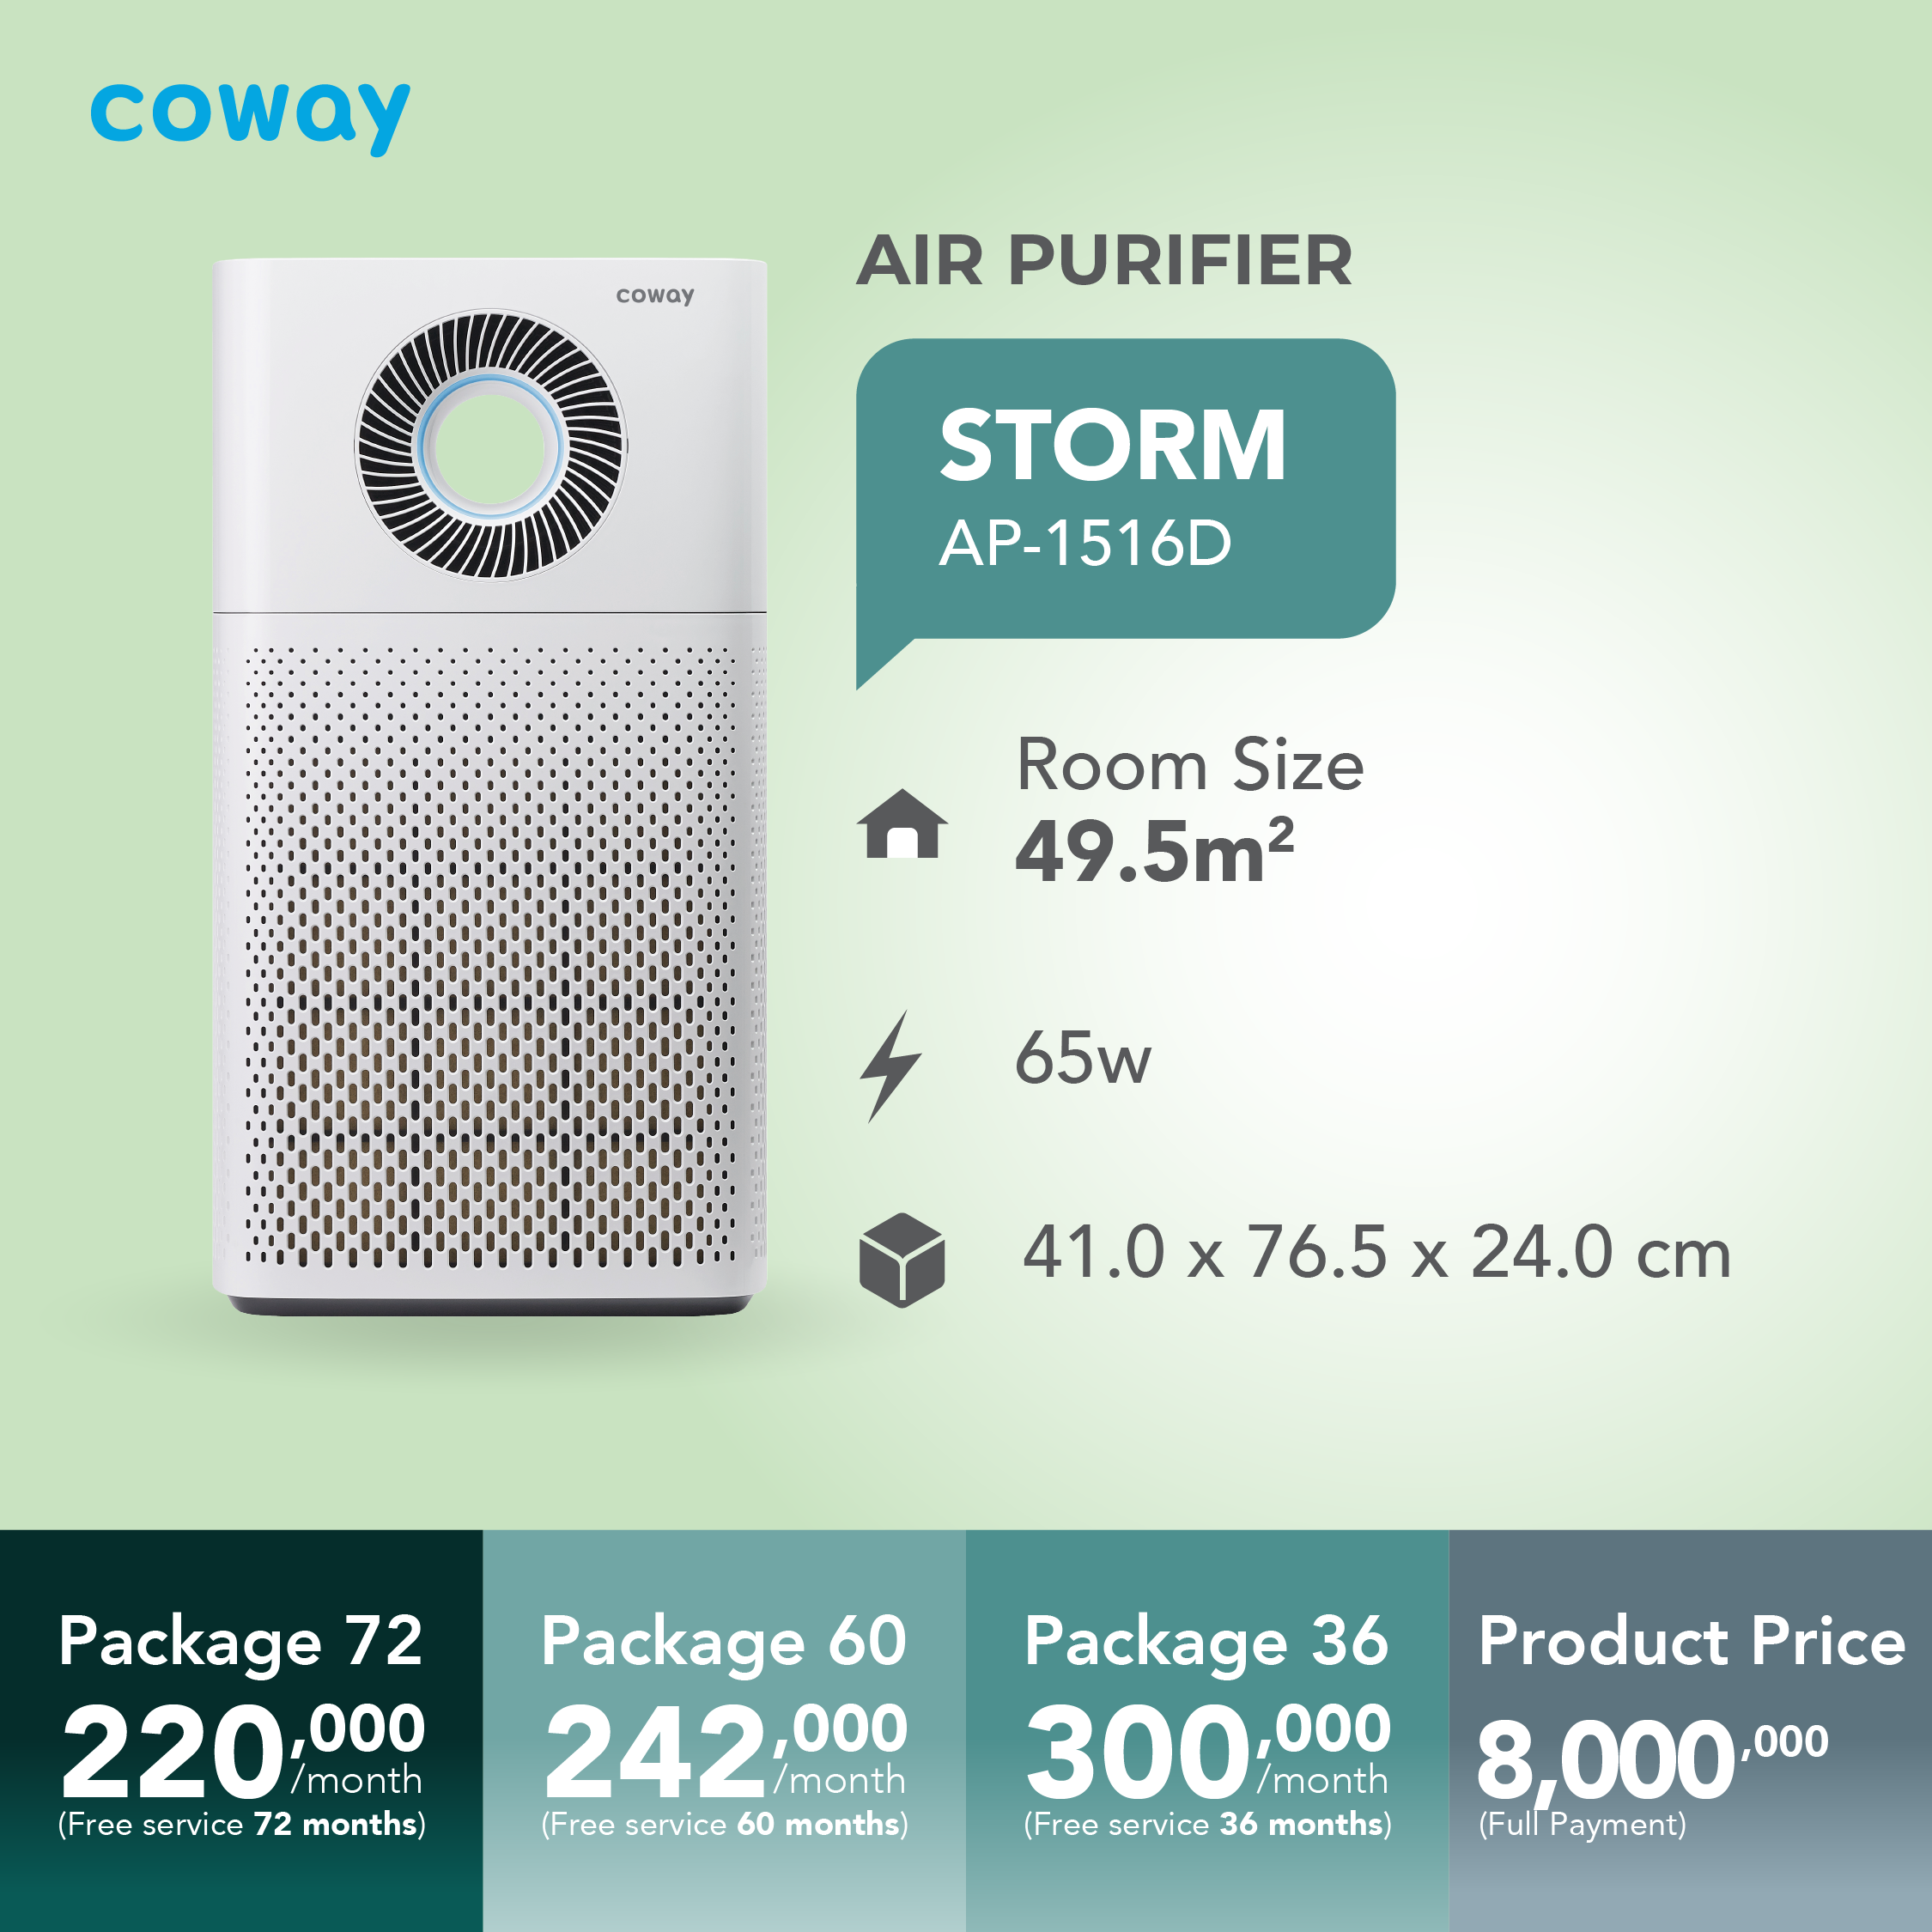 coway
coway
AIR PURIFIER
STORM
AP-1516D
Room Size
49.5m²
65w
41.0 x 76.5 x 24.0 cm
Package 72
220,000
/month
(Free service 72 months)
Package 60
242,000
/month
(Free service 60 months)
Package 36
300,000
/month
(Free service 36 months)
Product Price
8,000,000
(Full Payment)